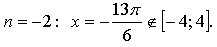 n = −2 :  x = −13π/6 ∉ [−4; 4].